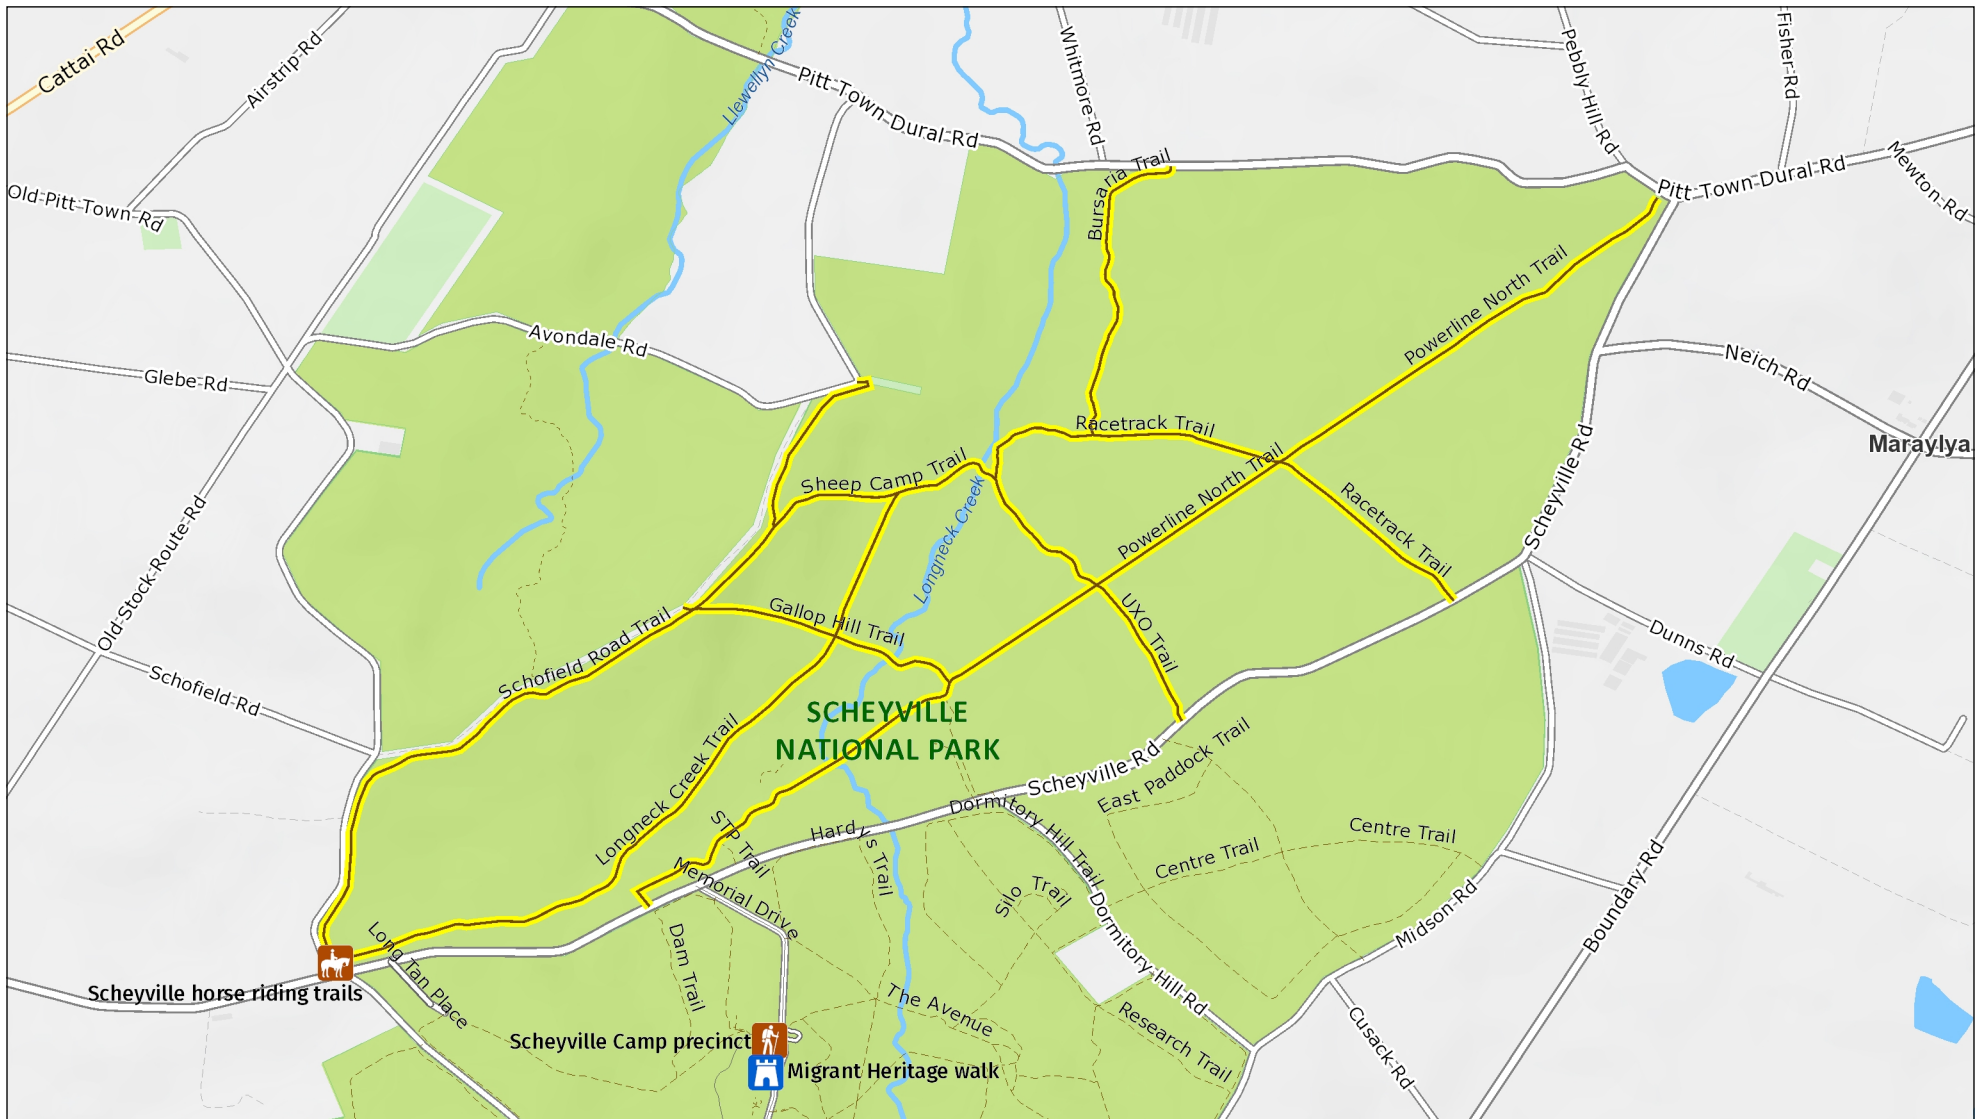 Cattai Rd
Airstrip Rd
Llewellyn Creek
Whitmore Rd
Pebbly Hill Rd
Fisher Rd
Pitt Town Dural Rd
Mewton Rd
Pitt Town Dural Rd
Bursaria Trail
Old Pitt Town Rd
Powerline North Trail
Avondale Rd
Neich Rd
Glebe Rd
Maraylya
Racetrack Trail
Sheep Camp Trail
Powerline North Trail
Racetrack Trail
Scheyville Rd
Longneck Creek
Old Stock Route Rd
Gallop Hill Trail
UXO Trail
Dunns Rd
Schofield Road Trail
Schofield Rd
SCHEYVILLE
NATIONAL PARK
Longneck Creek Trail
Scheyville Rd
East Paddock Trail
Dormitory Hill Trail
Hardys Trail
STP Trail
Centre Trail
Centre Trail
Memorial Drive
Silo Trail
Dormitory Hill Rd
Midson Rd
Boundary Rd
Long Tan Place
Dam Trail
Scheyville horse riding trails
The Avenue
Research Trail
Cusack Rd
Scheyville Camp precinct
Migrant Heritage walk